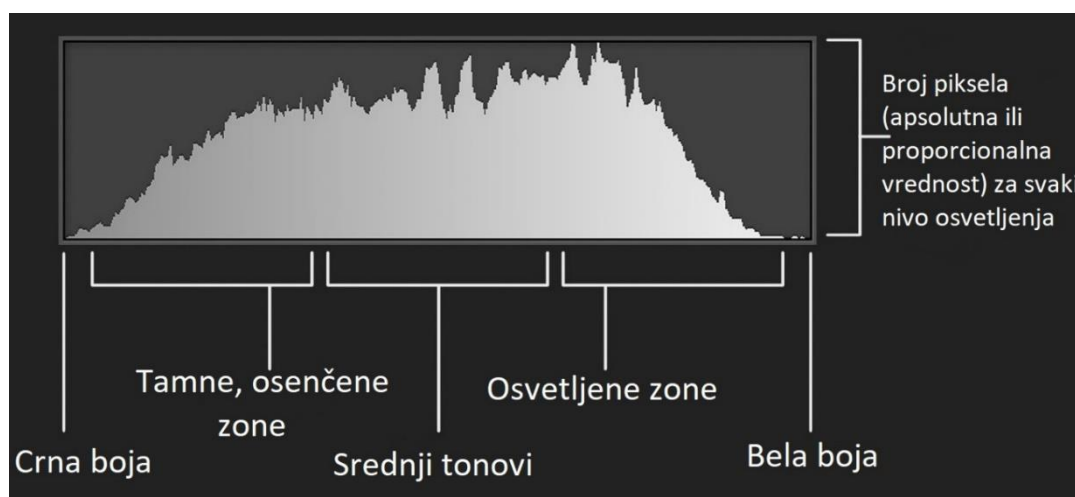 Broj piksela
(apsolutna ili
proporcionalna
vrednost) za svaki
nivo osvetljenja
Tamne, osenčene
zone
Osvetljene zone
Crna boja
Srednji tonovi
Bela boja